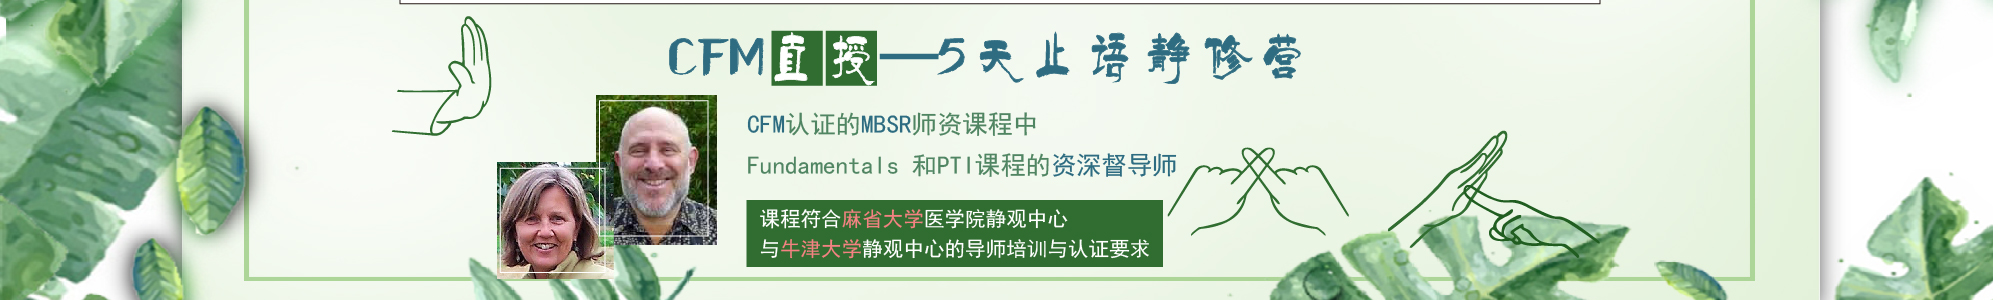 CFM直授—5天止语静修营
CFM认证的MBSR师资课程中
Fundamentals 和PTI课程的资深督导师
课程符合麻省大学医学院静观中心
与牛津大学静观中心的导师培训与认证要求